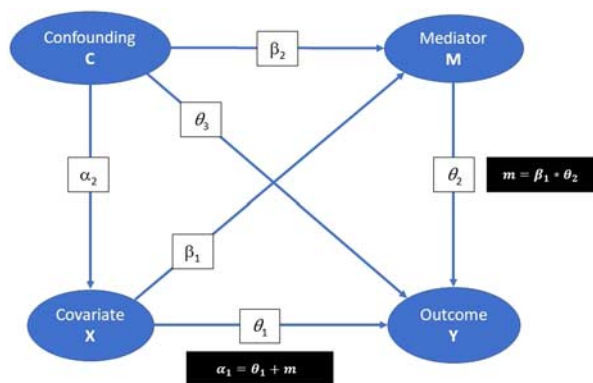 Confounding
C
β₂
Mediator
M
θ₃
α₂
θ₂
m = β₁ * θ₂
β₁
Covariate
X
θ₁
Outcome
Y
α₁ = θ₁ + m